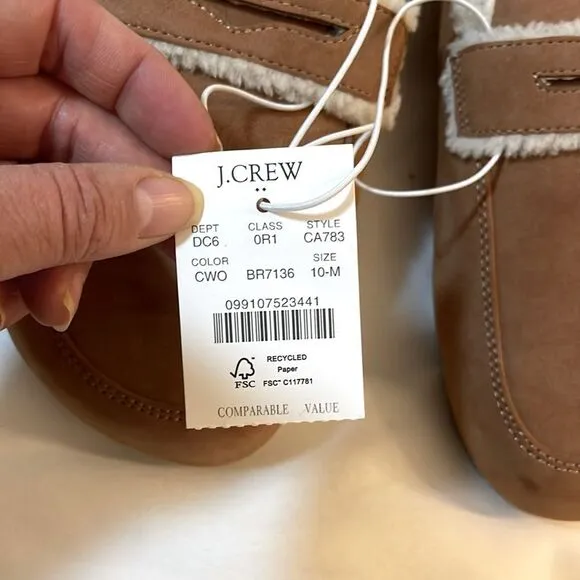 J.CREW
DEPT CLASS STYLE
DC6 0R1 CA783
COLOR SIZE
CWO BR7136 10-M
099107523441
RECYCLED
Paper
FSC™ C117781
FSC
COMPARABLE VALUE